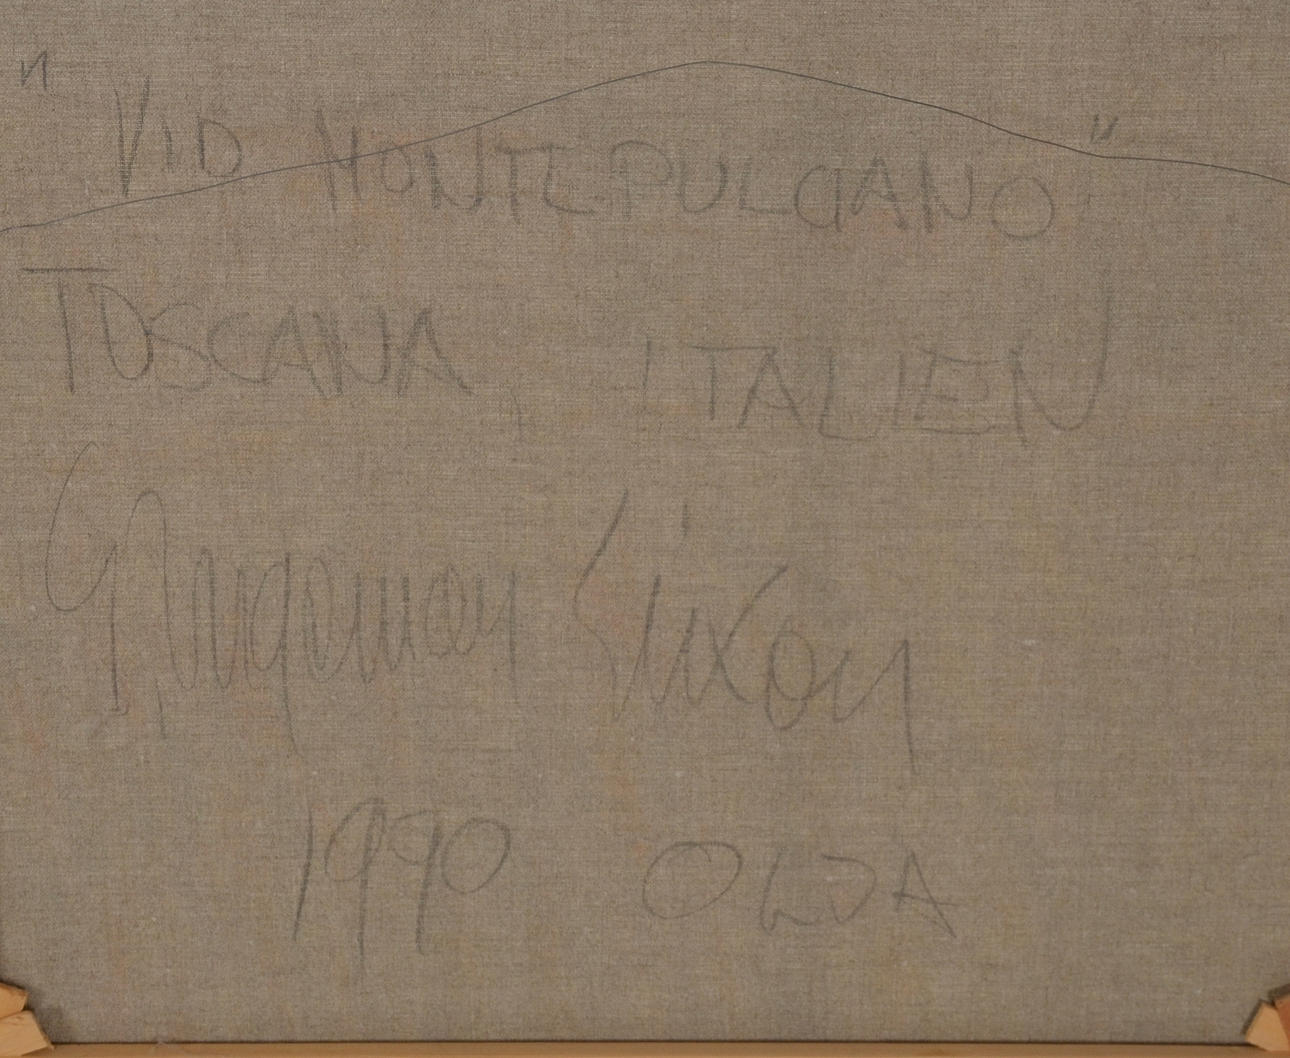 "VID MONTEPULCIANO"
TOSCANA, ITALIEN
1990 OLJA